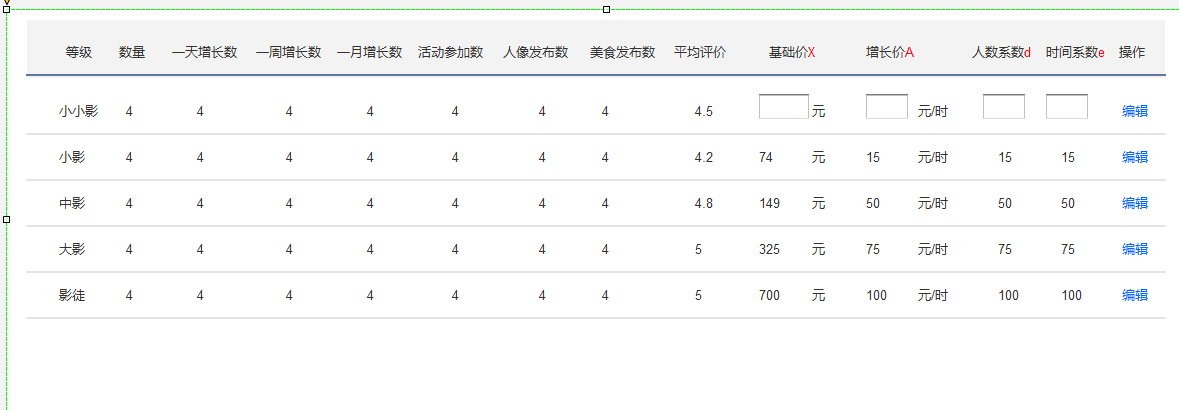 等级 数量 一天增长数 一周增长数 一月增长数 活动参加数 人像发布数 美食发布数 平均评价 基础价X 增长价A 人数系数d 时间系数e 操作
小小影 4 4 4 4 4 4 4 4.5 元 元/时 编辑
小影 4 4 4 4 4 4 4 4.2 74 元 15 元/时 15 15 编辑
中影 4 4 4 4 4 4 4 4.8 149 元 50 元/时 50 50 编辑
大影 4 4 4 4 4 4 4 5 325 元 75 元/时 75 75 编辑
影徒 4 4 4 4 4 4 4 5 700 元 100 元/时 100 100 编辑